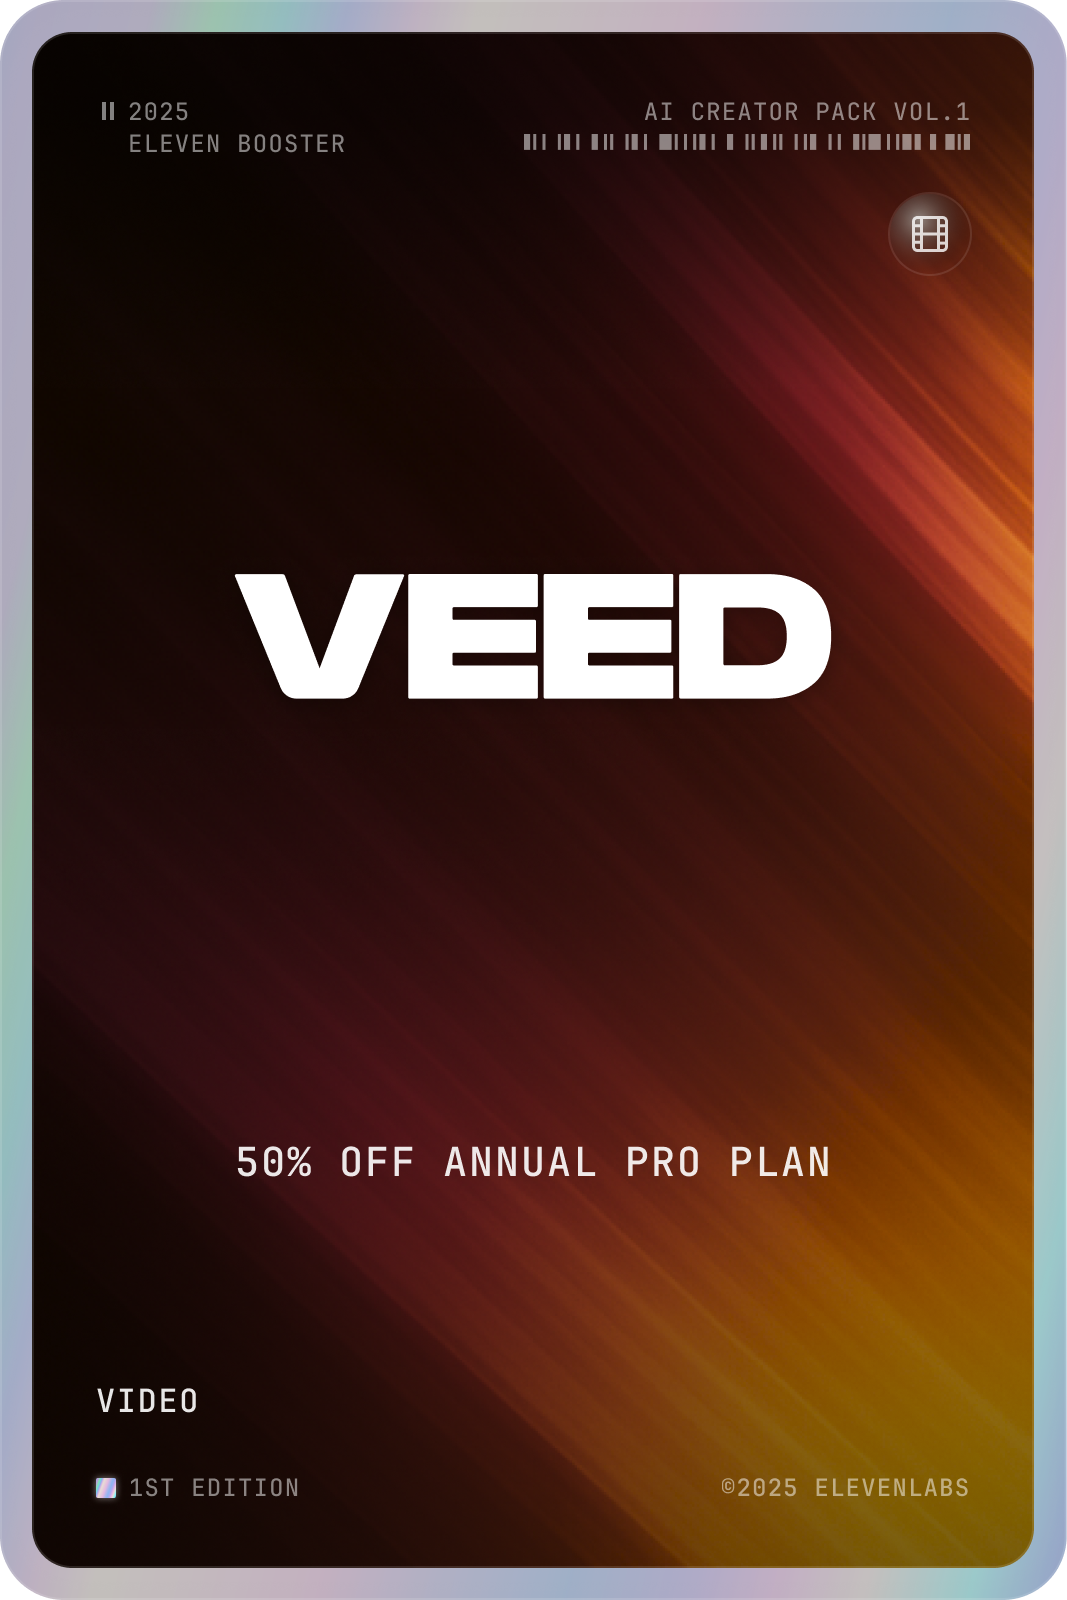 2025
ELEVEN BOOSTER
AI CREATOR PACK VOL.1
VEED
50% OFF ANNUAL PRO PLAN
VIDEO
1ST EDITION
©2025 ELEVENLABS